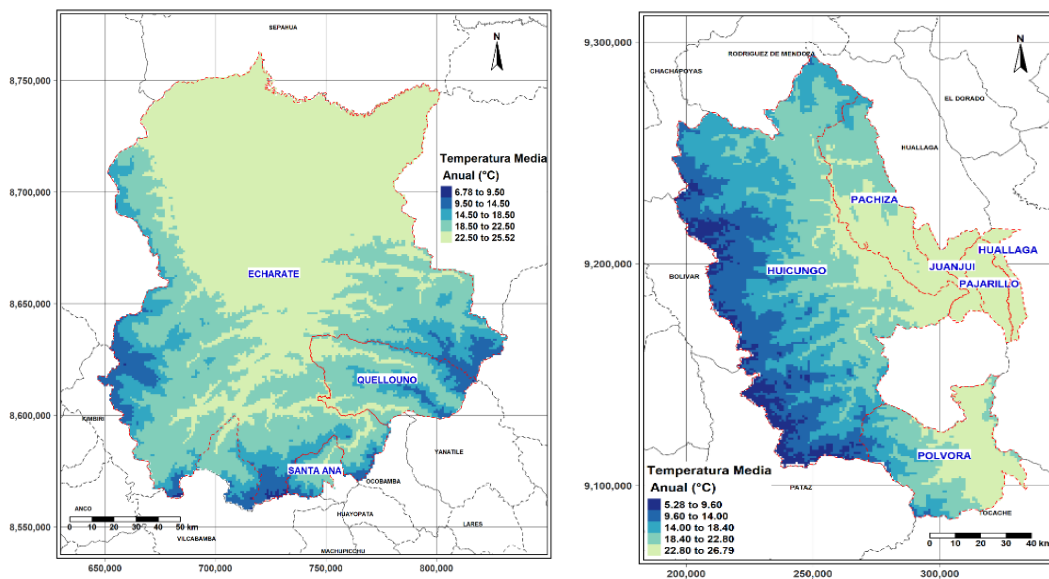 SEPAHUA
N
8,750,000
Temperatura Media
Anual (°C)
6.78 to 9.50
9.50 to 14.50
14.50 to 18.50
18.50 to 22.50
22.50 to 25.52
8,700,000
ECHARATE
8,650,000
QUELLOUNO
8,600,000
KIMBIRI
YANATILE
SANTA ANA
OCOBAMBA
ANCO
HUAYOPATA
0 10 20 30 40 50 km
LARES
8,550,000
VILCABAMBA
MACHUPICCHU
650,000 700,000 750,000 800,000
9,300,000
RODRIGUEZ DE MENDOZA
N
CHACHAPOYAS
EL DORADO
HUALLAGA
PACHIZA
HUALLAGA
9,200,000
HUICUNGO
JUANJUI
BOLIVAR
PAJARILLO
POLVORA
Temperatura Media
Anual (°C)
5.28 to 9.60
9.60 to 14.00
14.00 to 18.40
18.40 to 22.80
22.80 to 26.79
PATAZ
9,100,000
TOCACHE
0 10 20 30 40 km
200,000 250,000 300,000